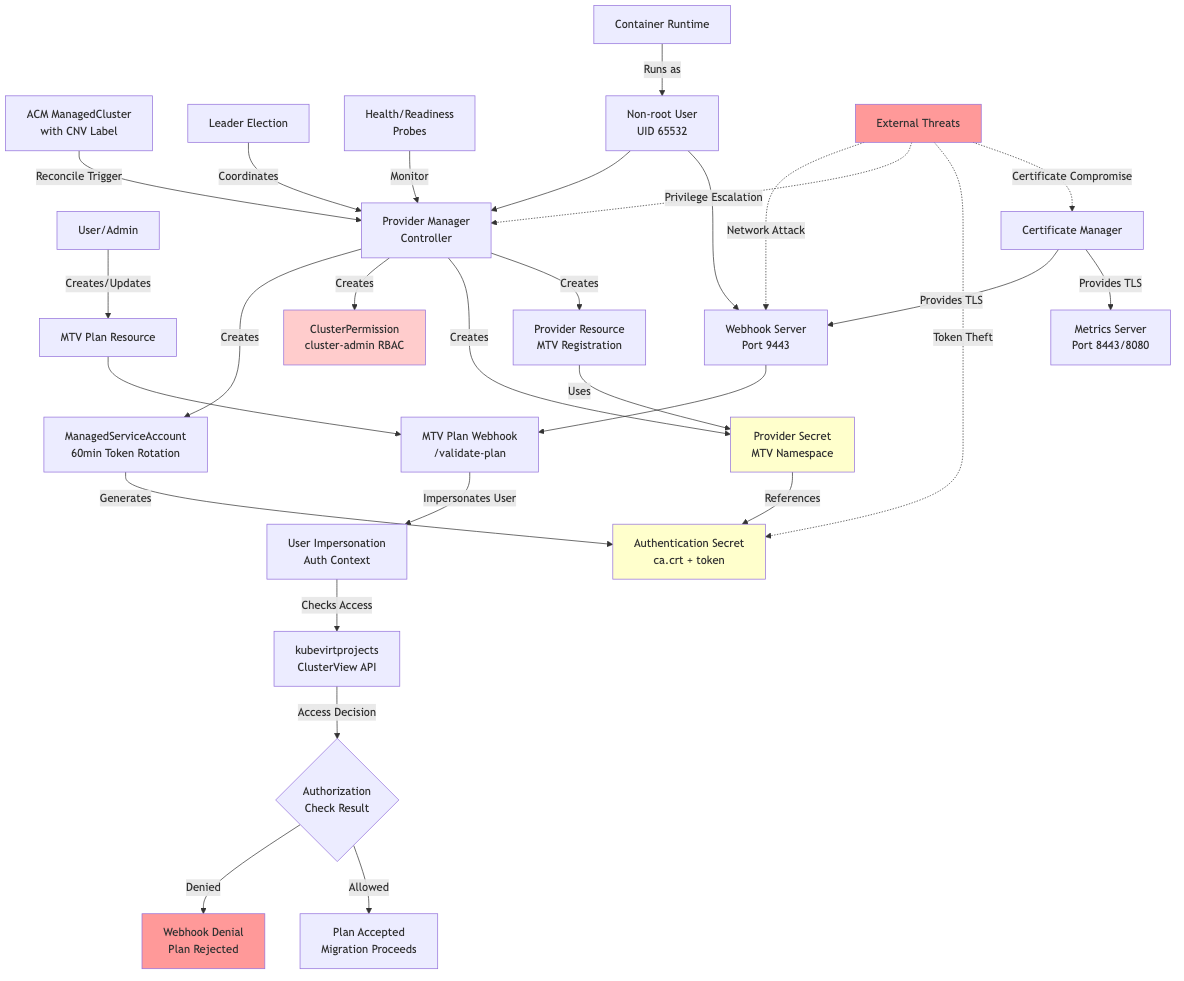 Container Runtime
Runs as
ACM ManagedCluster
with CNV Label
Leader Election
Health/Readiness
Probes
Non-root User
UID 65532
External Threats
Reconcile Trigger
Coordinates
Monitor
Certificate Compromise
Privilege Escalation
User/Admin
Provider Manager
Controller
Network Attack
Certificate Manager
Creates/Updates
Creates
Creates
Provides TLS
Provides TLS
MTV Plan Resource
Creates
ClusterPermission
cluster-admin RBAC
Creates
Provider Resource
MTV Registration
Webhook Server
Port 9443
Token Theft
Metrics Server
Port 8443/8080
Uses
ManagedServiceAccount
60min Token Rotation
MTV Plan Webhook
/validate-plan
Provider Secret
MTV Namespace
Generates
Impersonates User
References
User Impersonation
Auth Context
Authentication Secret
ca.crt + token
Checks Access
kubevirtprojects
ClusterView API
Access Decision
Authorization
Check Result
Denied
Allowed
Webhook Denial
Plan Rejected
Plan Accepted
Migration Proceeds